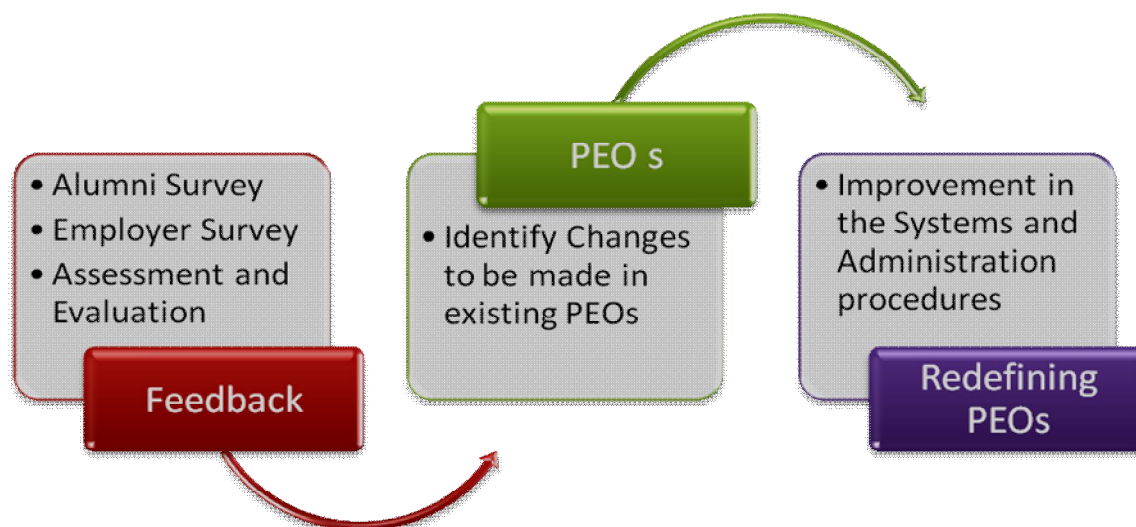 • Alumni Survey
• Employer Survey
• Assessment and
Evaluation
Feedback
PEO s
• Identify Changes
to be made in
existing PEOs
• Improvement in
the Systems and
Administration
procedures
Redefining
PEOs